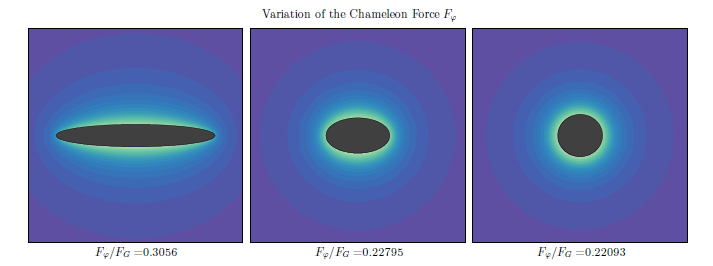 Variation of the Chameleon Force F_φ
F_φ/F_G =0.3056
F_φ/F_G =0.22795
F_φ/F_G =0.22093